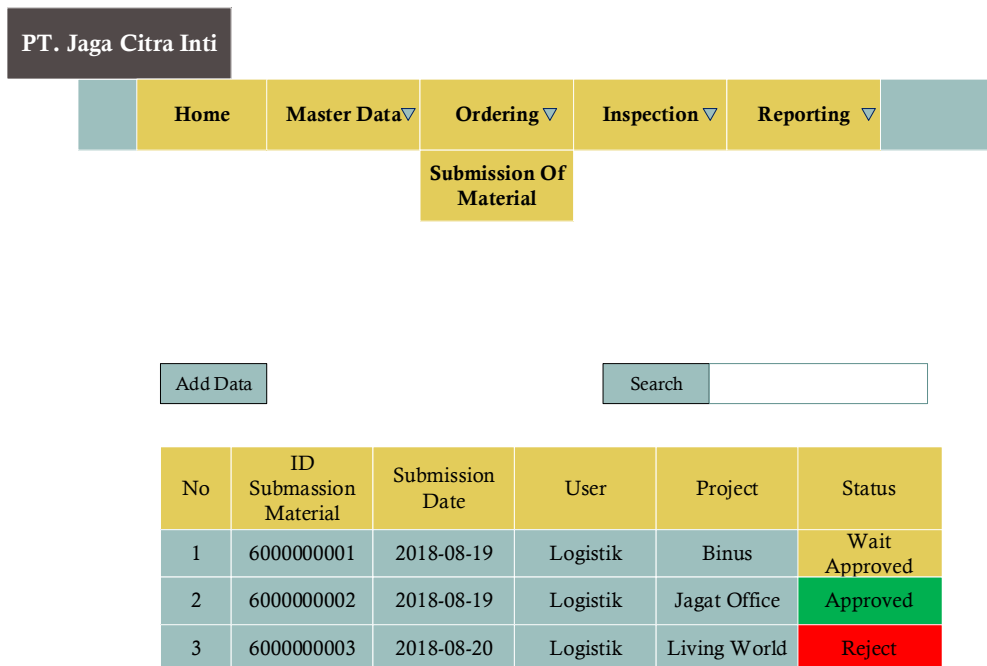 PT. Jaga Citra Inti
Home Master Data Ordering Inspection Reporting
Submission Of
Material
Add Data Search
No ID Submassion Material Submission Date User Project Status
1 6000000001 2018-08-19 Logistik Binus Wait Approved
2 6000000002 2018-08-19 Logistik Jagat Office Approved
3 6000000003 2018-08-20 Logistik Living World Reject